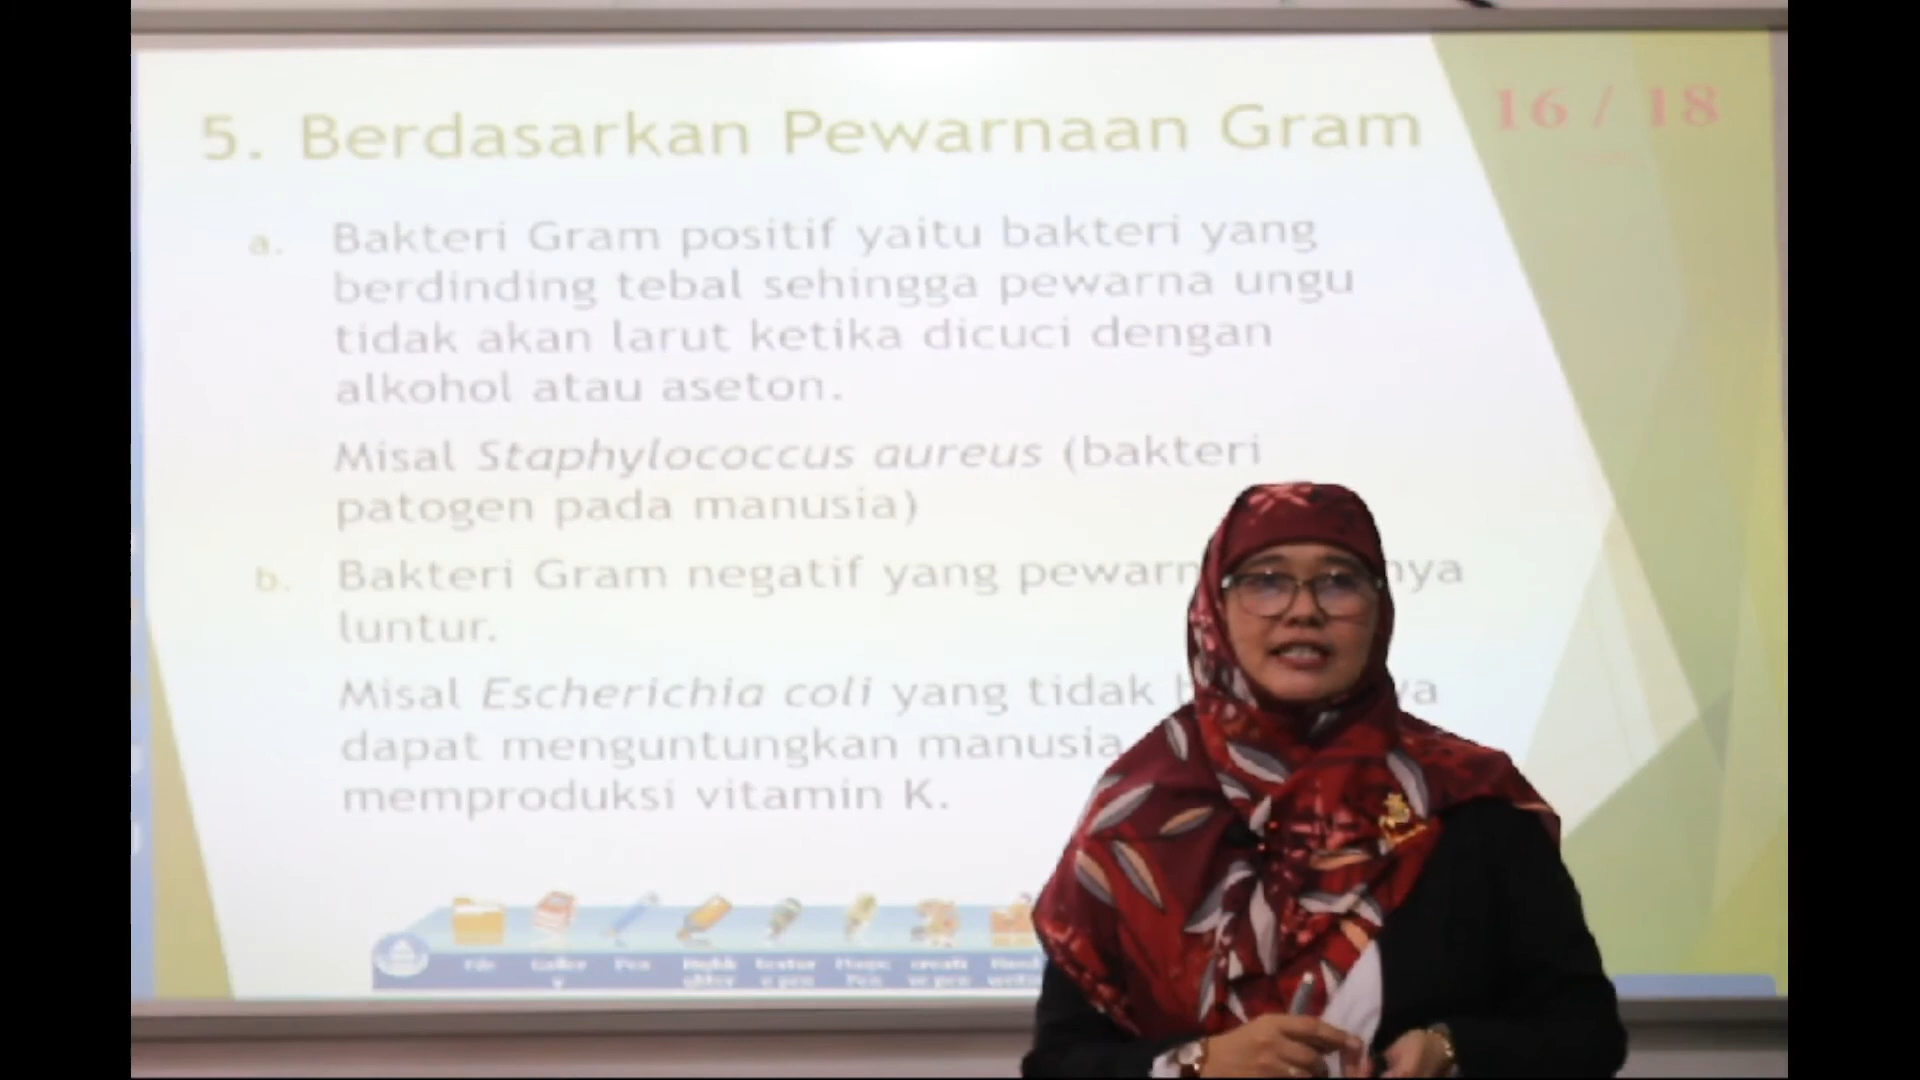 5. Berdasarkan Pewarnaan Gram
16 / 18
a. Bakteri Gram positif yaitu bakteri yang
berdinding tebal sehingga pewarna ungu
tidak akan larut ketika dicuci dengan
alkohol atau aseton.
Misal Staphylococcus aureus (bakteri
patogen pada manusia)
b. Bakteri Gram negatif yang
luntur.
Misal Escherichia coli yang tidak
dapat menguntungkan manusia
memproduksi vitamin K.
File
Pen